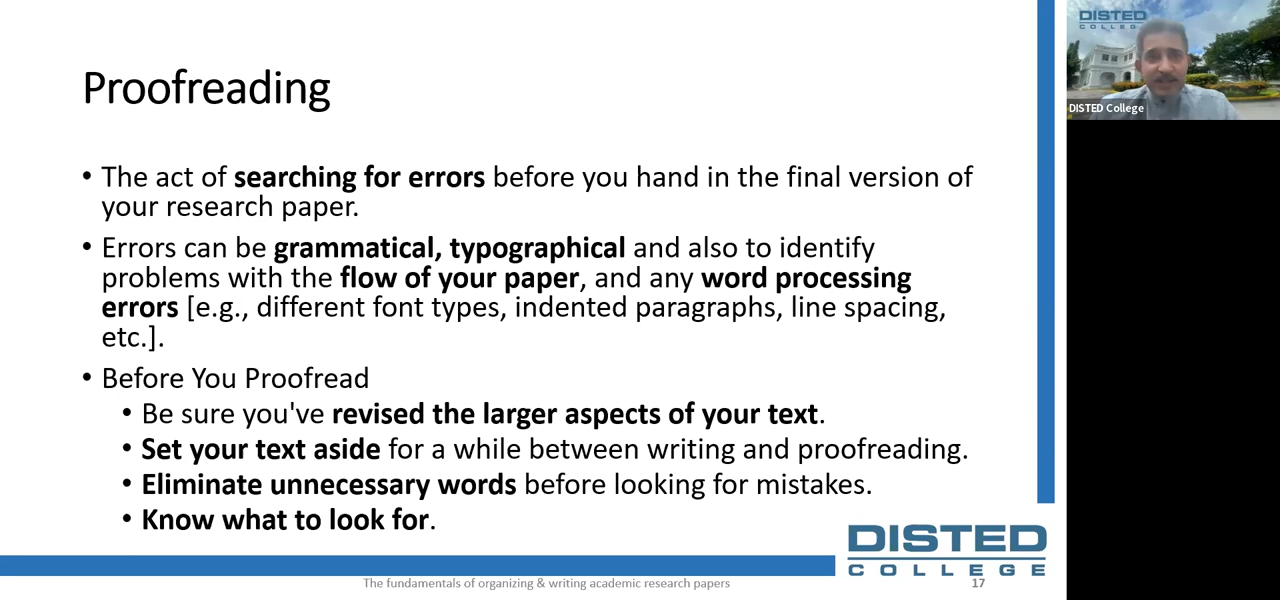 Proofreading
• The act of searching for errors before you hand in the final version of
your research paper.
• Errors can be grammatical, typographical and also to identify
problems with the flow of your paper, and any word processing
errors [e.g., different font types, indented paragraphs, line spacing,
etc.].
• Before You Proofread
• Be sure you've revised the larger aspects of your text.
• Set your text aside for a while between writing and proofreading.
• Eliminate unnecessary words before looking for mistakes.
• Know what to look for.
DISTED
COLLEGE
The fundamentals of organizing & writing academic research papers
17
DISTED
COLLEGE
DISTED College